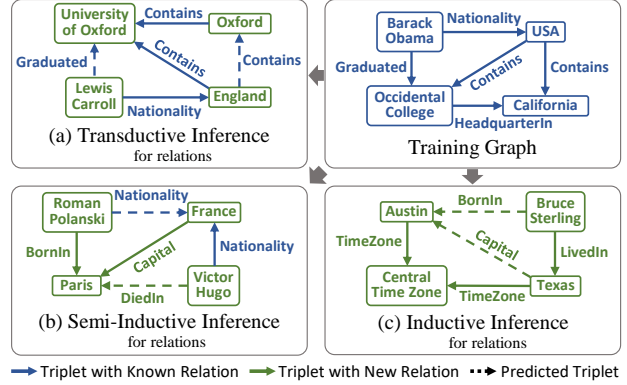 University
of Oxford
Contains
Oxford
Graduated
Contains
Contains
Lewis
Carroll
Nationality
England
(a) Transductive Inference
for relations
Barack
Obama
Nationality
USA
Graduated
Contains
Contains
Occidental
College
HeadquarterIn
California
Training Graph
Roman
Polanski
Nationality
France
BornIn
Capital
Nationality
Paris
DiedIn
Victor
Hugo
(b) Semi-Inductive Inference
for relations
Austin
BornIn
Bruce
Sterling
TimeZone
Capital
LivedIn
Central
Time Zone
TimeZone
Texas
(c) Inductive Inference
for relations
Triplet with Known Relation
Triplet with New Relation
Predicted Triplet